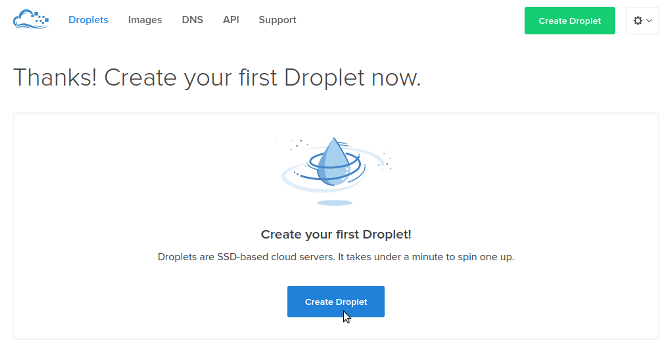 Droplets Images DNS API Support Create Droplet
Thanks! Create your first Droplet now.
Create your first Droplet!
Droplets are SSD-based cloud servers. It takes under a minute to spin one up.
Create Droplet